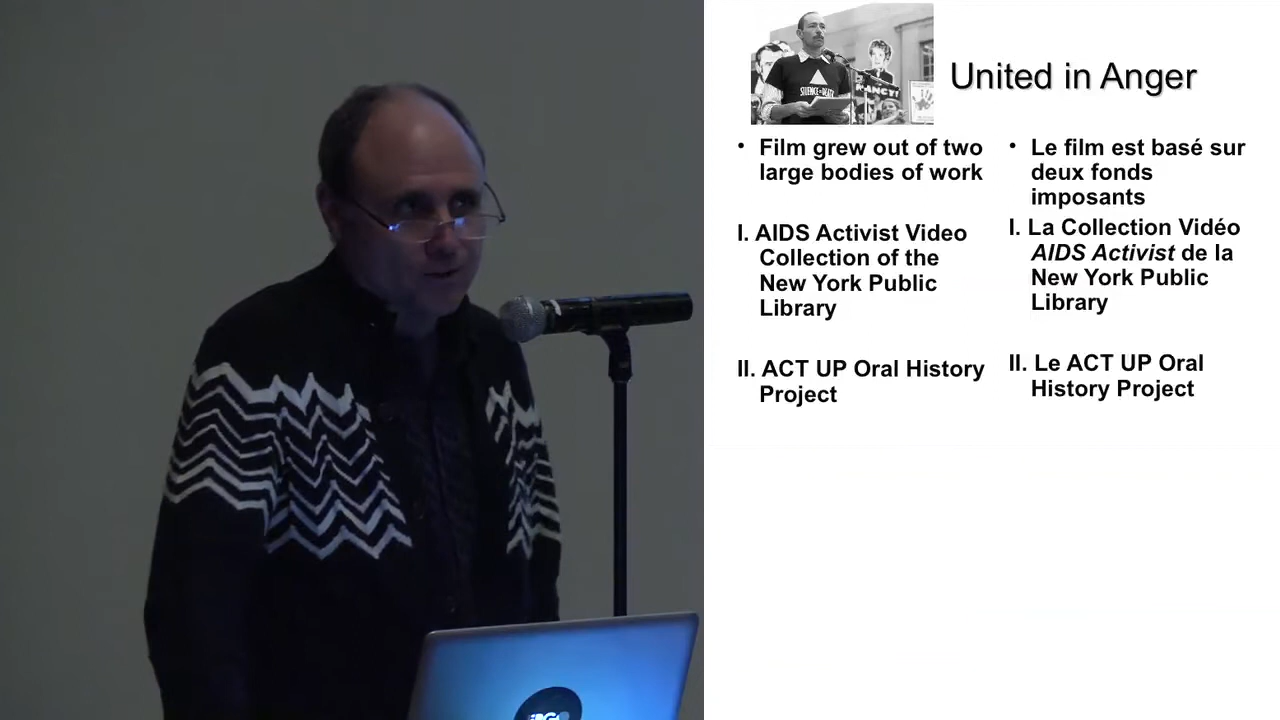 United in Anger
SILENCE=DEATH
• Film grew out of two
large bodies of work
I. AIDS Activist Video
Collection of the
New York Public
Library
II. ACT UP Oral History
Project
• Le film est basé sur
deux fonds
imposants
I. La Collection Vidéo
AIDS Activist de la
New York Public
Library
II. Le ACT UP Oral
History Project